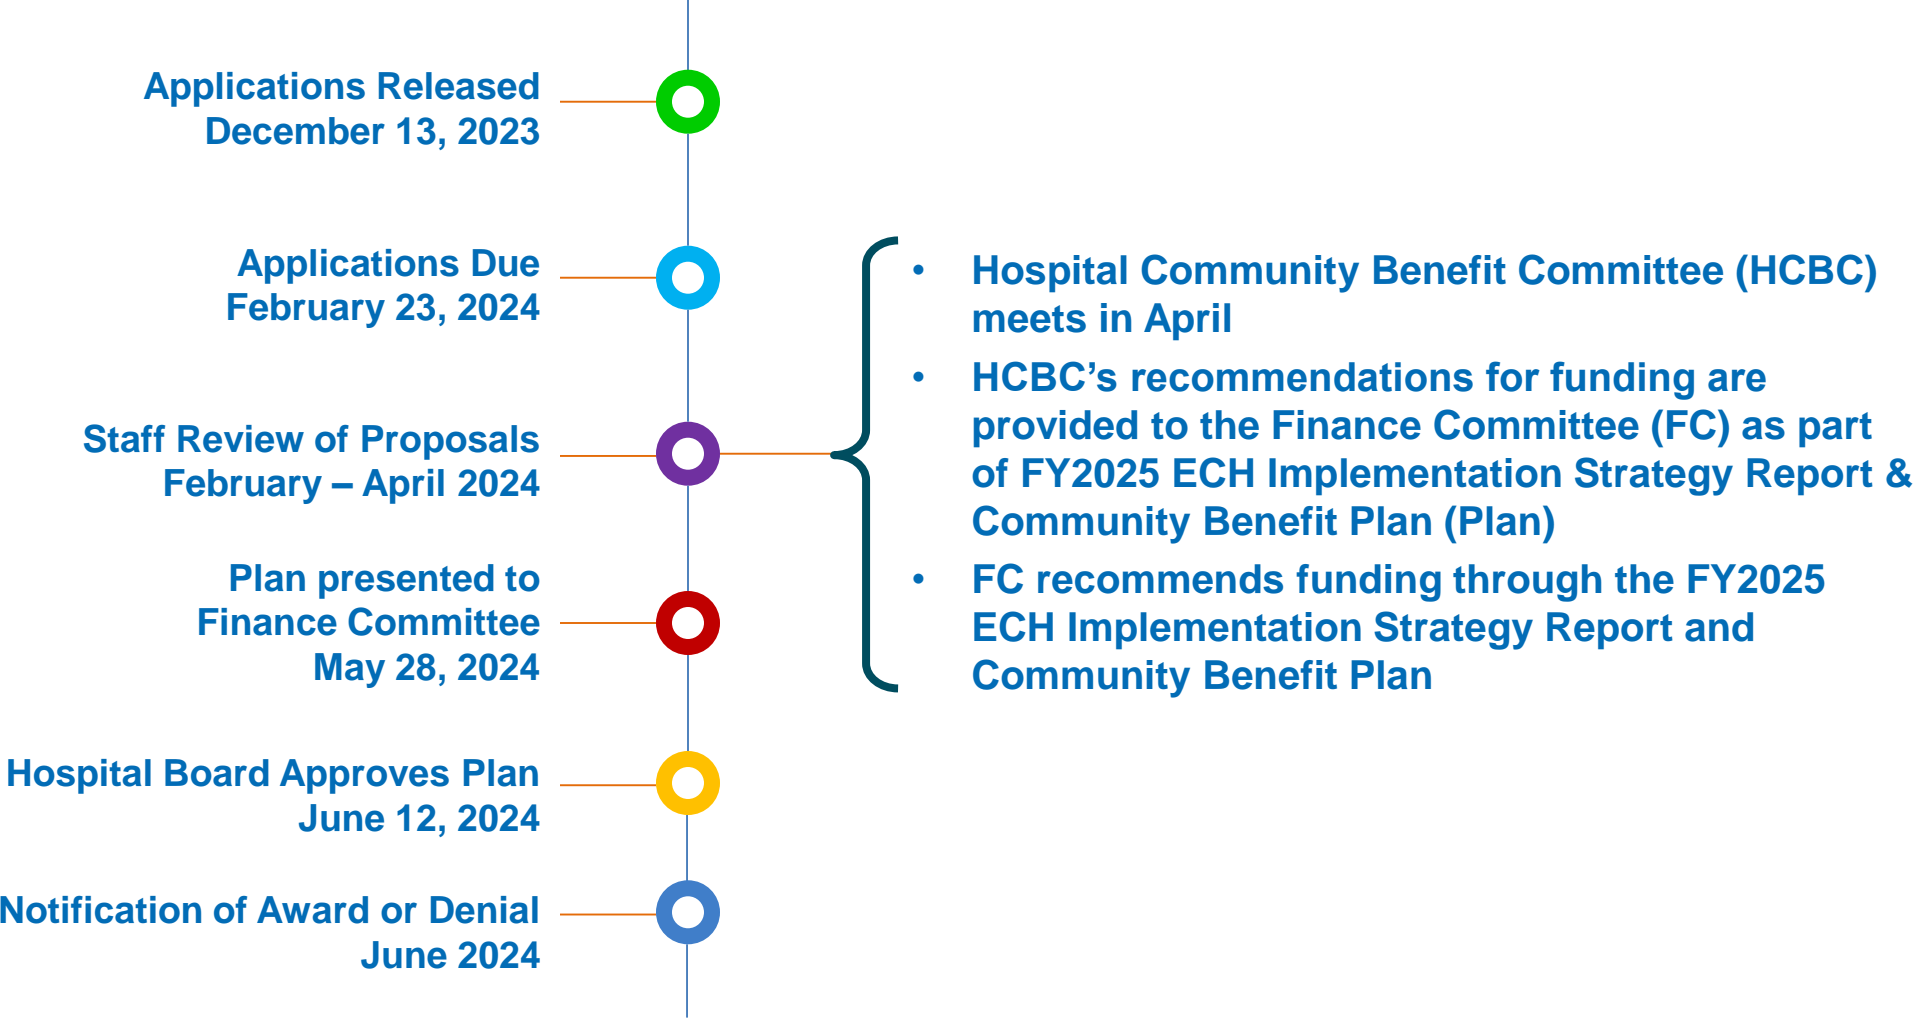 Applications Released
December 13, 2023
Applications Due
February 23, 2024
Staff Review of Proposals
February – April 2024
Plan presented to
Finance Committee
May 28, 2024
Hospital Board Approves Plan
June 12, 2024
Notification of Award or Denial
June 2024
• Hospital Community Benefit Committee (HCBC)
meets in April
• HCBC’s recommendations for funding are
provided to the Finance Committee (FC) as part
of FY2025 ECH Implementation Strategy Report &
Community Benefit Plan (Plan)
• FC recommends funding through the FY2025
ECH Implementation Strategy Report and
Community Benefit Plan